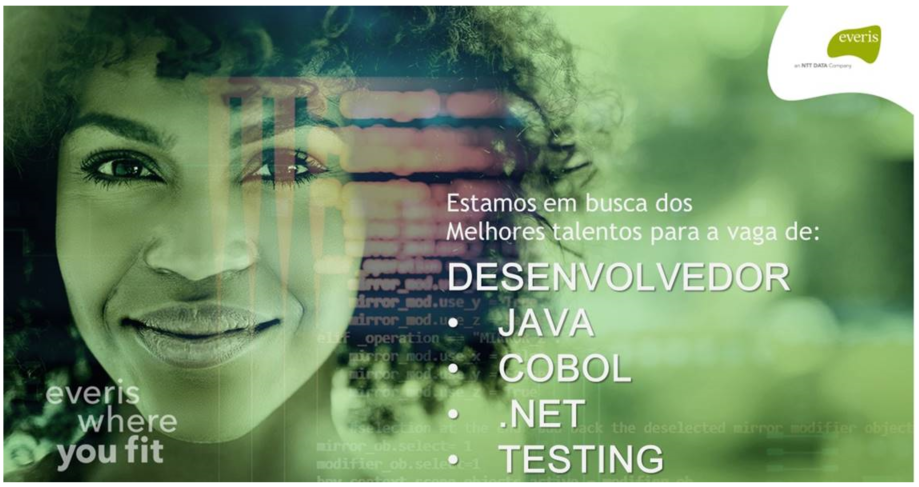 everis
an NTT DATA Company
Estamos em busca dos
Melhores talentos para a vaga de:
DESENVOLVEDOR
• JAVA
• COBOL
• .NET
• TESTING
everis
where
you fit